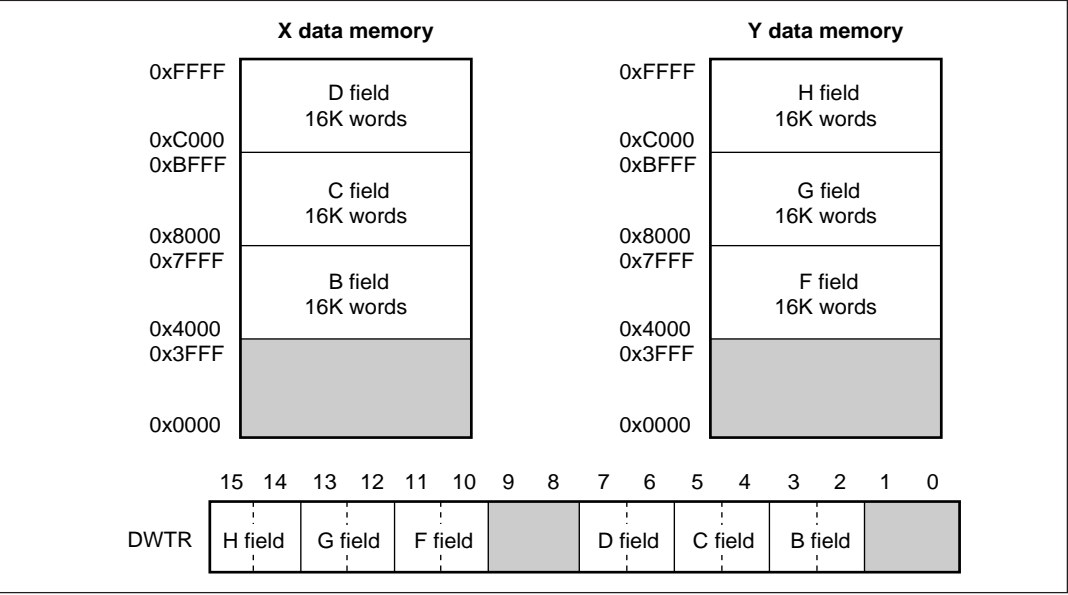 X data memory
0xFFFF
D field
16K words
0xC000
0xBFFF
C field
16K words
0x8000
0x7FFF
B field
16K words
0x4000
0x3FFF
0x0000
Y data memory
0xFFFF
H field
16K words
0xC000
0xBFFF
G field
16K words
0x8000
0x7FFF
F field
16K words
0x4000
0x3FFF
0x0000
15 14 13 12 11 10 9 8 7 6 5 4 3 2 1 0
DWTR H field G field F field D field C field B field